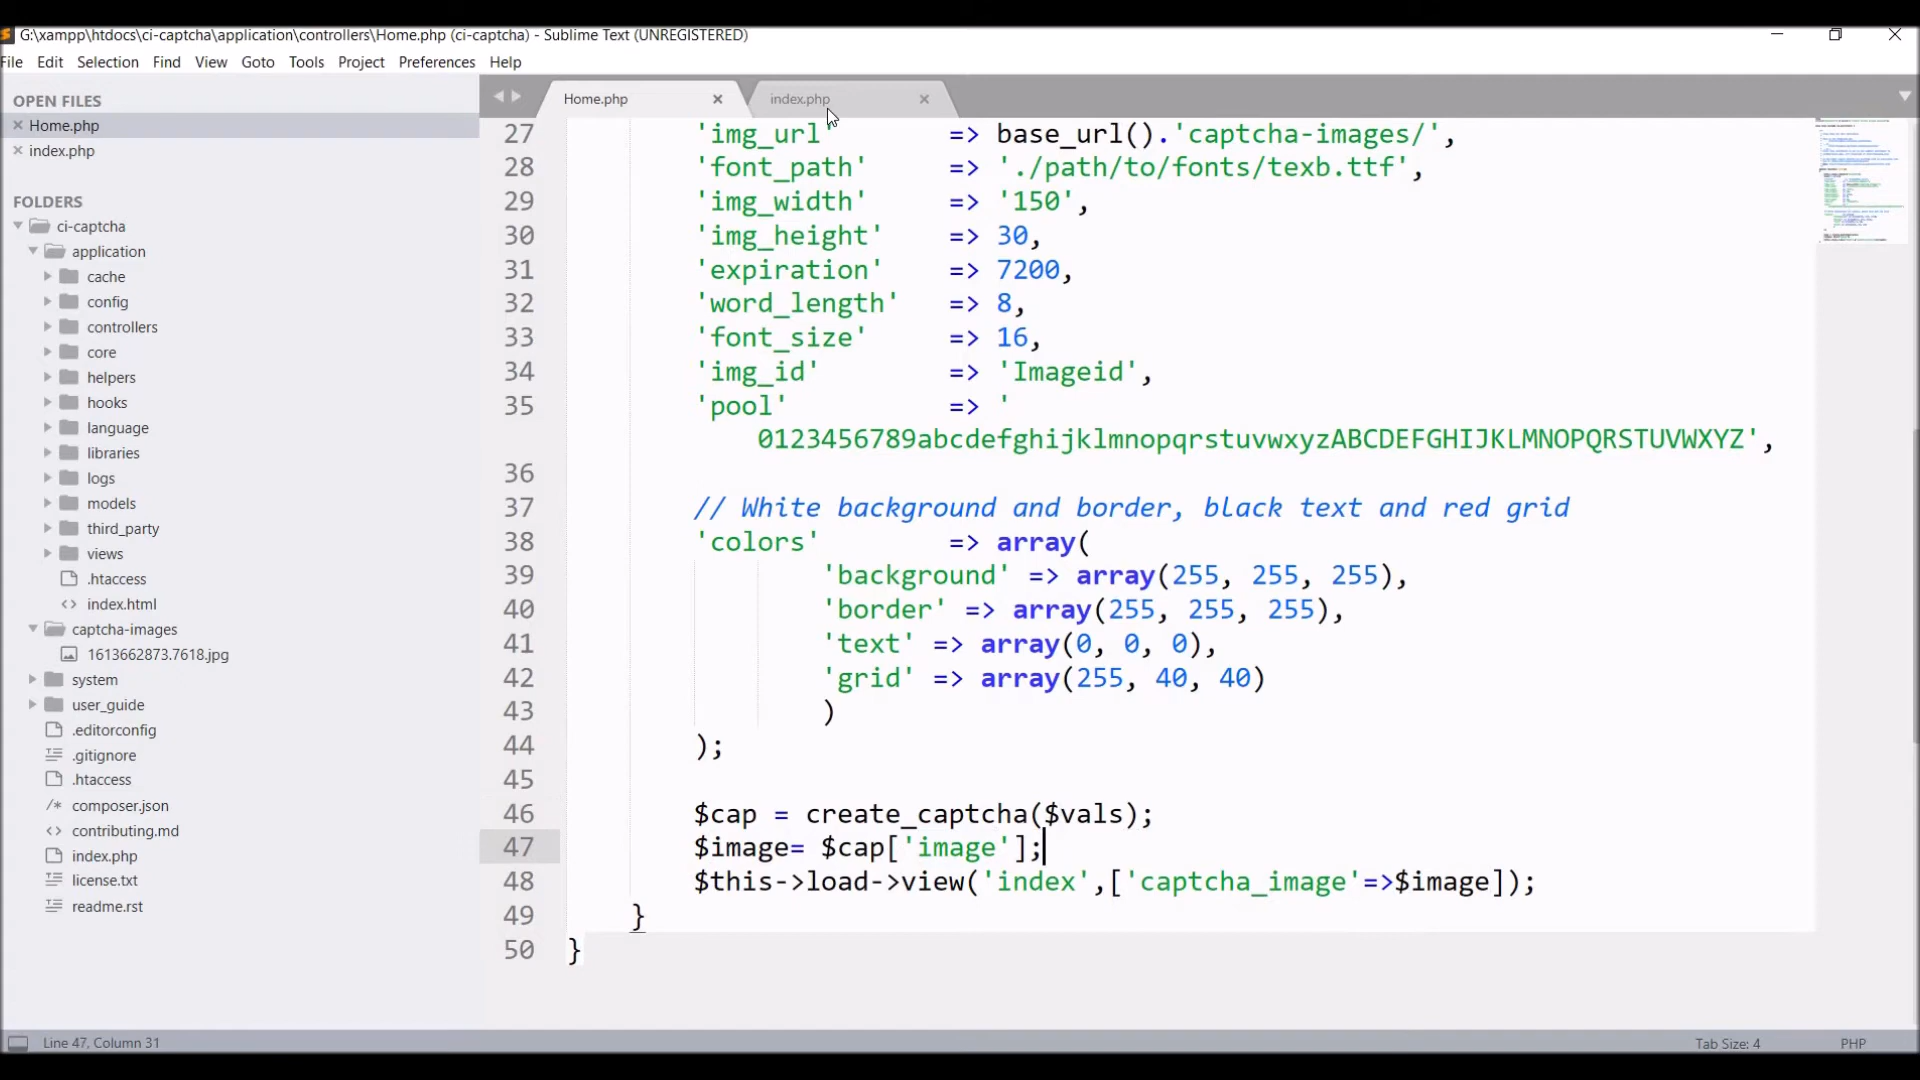 G:\xampp\htdocs\ci-captcha\application\controllers\Home.php (ci-captcha) - Sublime Text (UNREGISTERED)
File Edit Selection Find View Goto Tools Project Preferences Help
OPEN FILES
Home.php
index.php
FOLDERS
ci-captcha
application
cache
config
controllers
core
helpers
hooks
language
libraries
logs
models
third_party
views
.htaccess
index.html
captcha-images
1613662873.7618.jpg
system
user_guide
.editorconfig
.gitignore
.htaccess
composer.json
contributing.md
index.php
license.txt
readme.rst
Home.php index.php
27 'img_url' => base_url().'captcha-images/',
28 'font_path' => './path/to/fonts/texb.ttf',
29 'img_width' => '150',
30 'img_height' => 30,
31 'expiration' => 7200,
32 'word_length' => 8,
33 'font_size' => 16,
34 'img_id' => 'Imageid',
35 'pool' => '
0123456789abcdefghijklmnopqrstuvwxyzABCDEFGHIJKLMNOPQRSTUVWXYZ',
36
37 // White background and border, black text and red grid
38 'colors' => array(
39 'background' => array(255, 255, 255),
40 'border' => array(255, 255, 255),
41 'text' => array(0, 0, 0),
42 'grid' => array(255, 40, 40)
43 )
44 );
45
46 $cap = create_captcha($vals);
47 $image= $cap['image'];
48 $this->load->view('index',['captcha_image'=>$image]);
49 }
50 }
Line 47, Column 31
Tab Size: 4
PHP